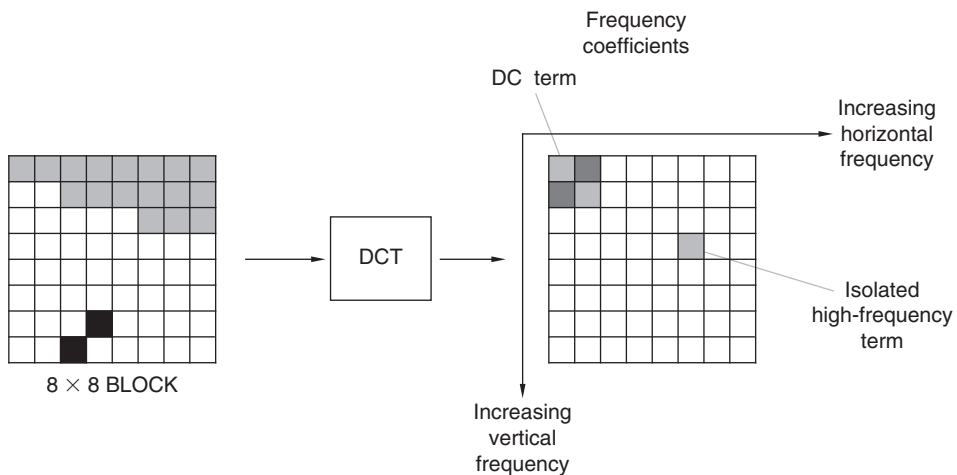 Frequency
coefficients
DC term
Increasing
horizontal
frequency
DCT
Isolated
high-frequency
term
8 × 8 BLOCK
Increasing
vertical
frequency